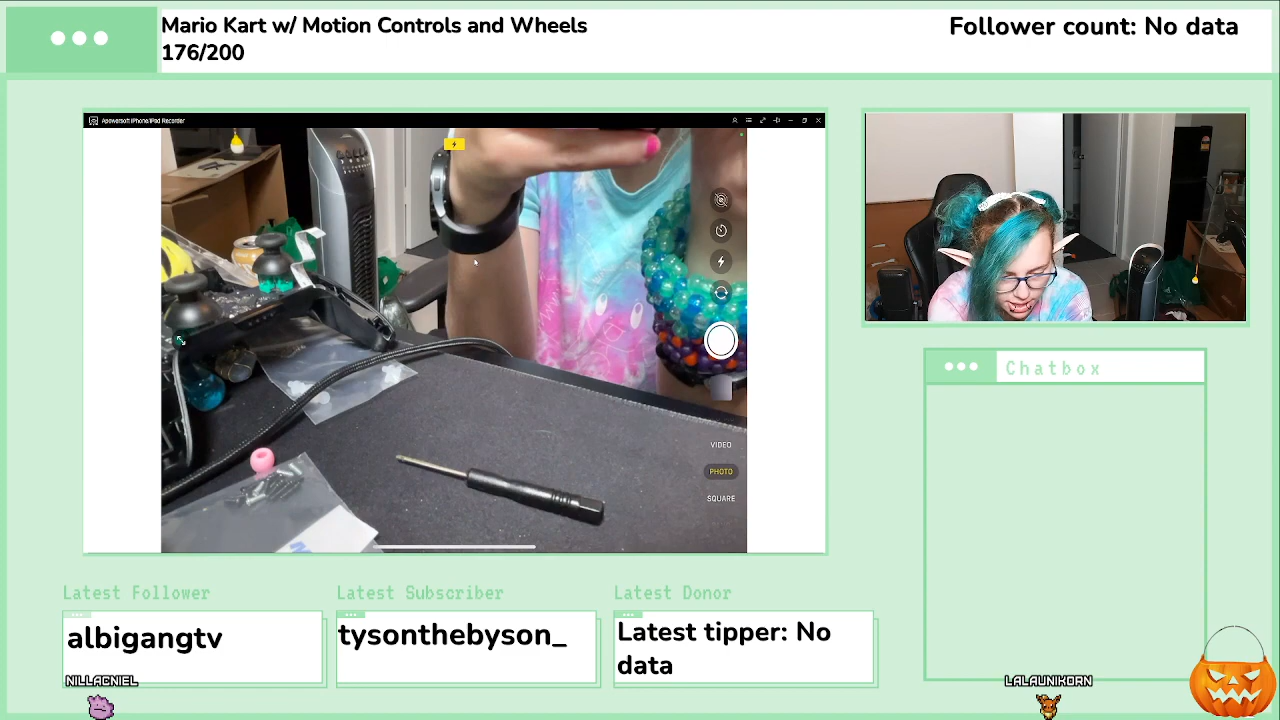 Mario Kart w/ Motion Controls and Wheels
176/200
Follower count: No data
Apowersoft iPhone/iPad Recorder
VIDEO
PHOTO
SQUARE
Chatbox
Latest Follower
albigangtv
Latest Subscriber
tysonthebyson_
Latest Donor
Latest tipper: No
data
NILLACNIEL
LALAUNIKORN